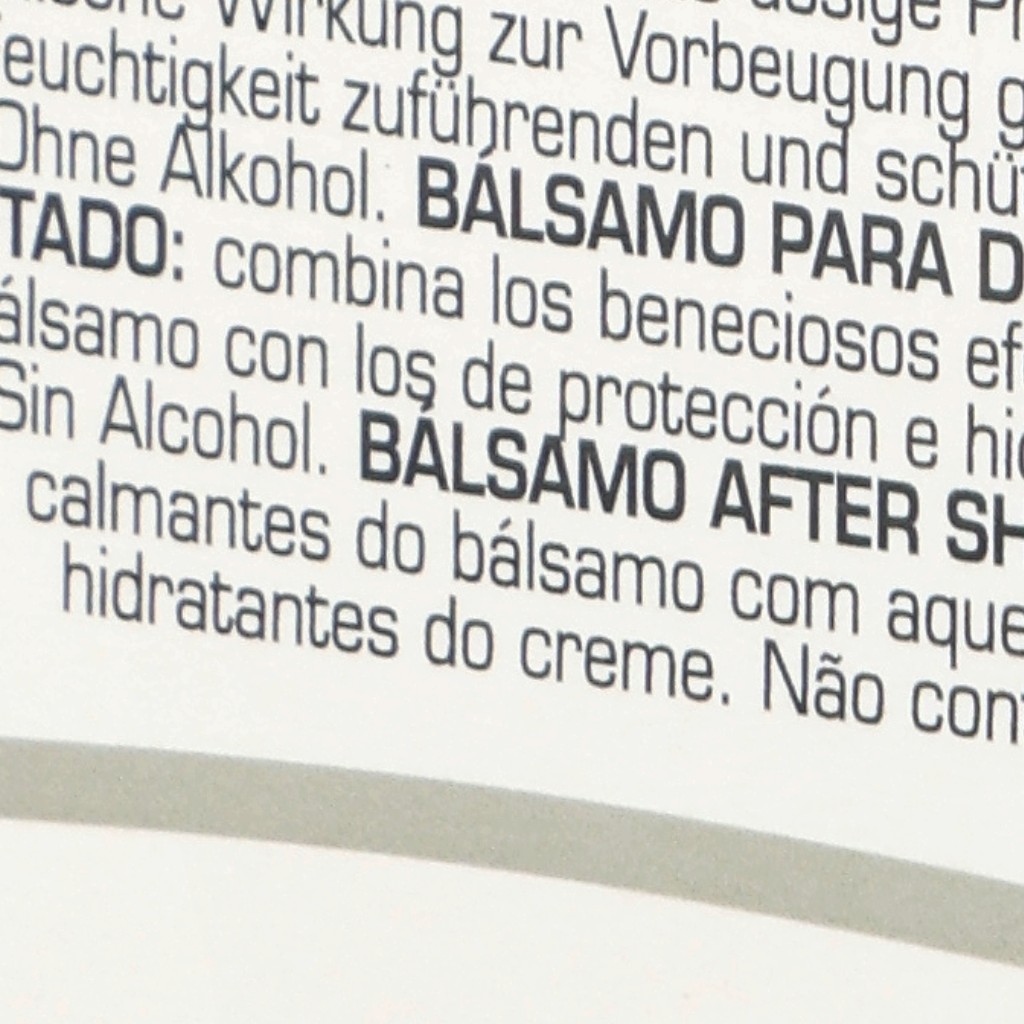 Wirkung zur Vorbeugung
euchtigkeit zuführenden und schü
Ohne Alkohol. BÁLSAMO PARA D
TADO: combina los beneciosos ef
álsamo con los de protección e hi
Sin Alcohol. BÁLSAMO AFTER SH
calmantes do bálsamo com aque
hidratantes do creme. Não con